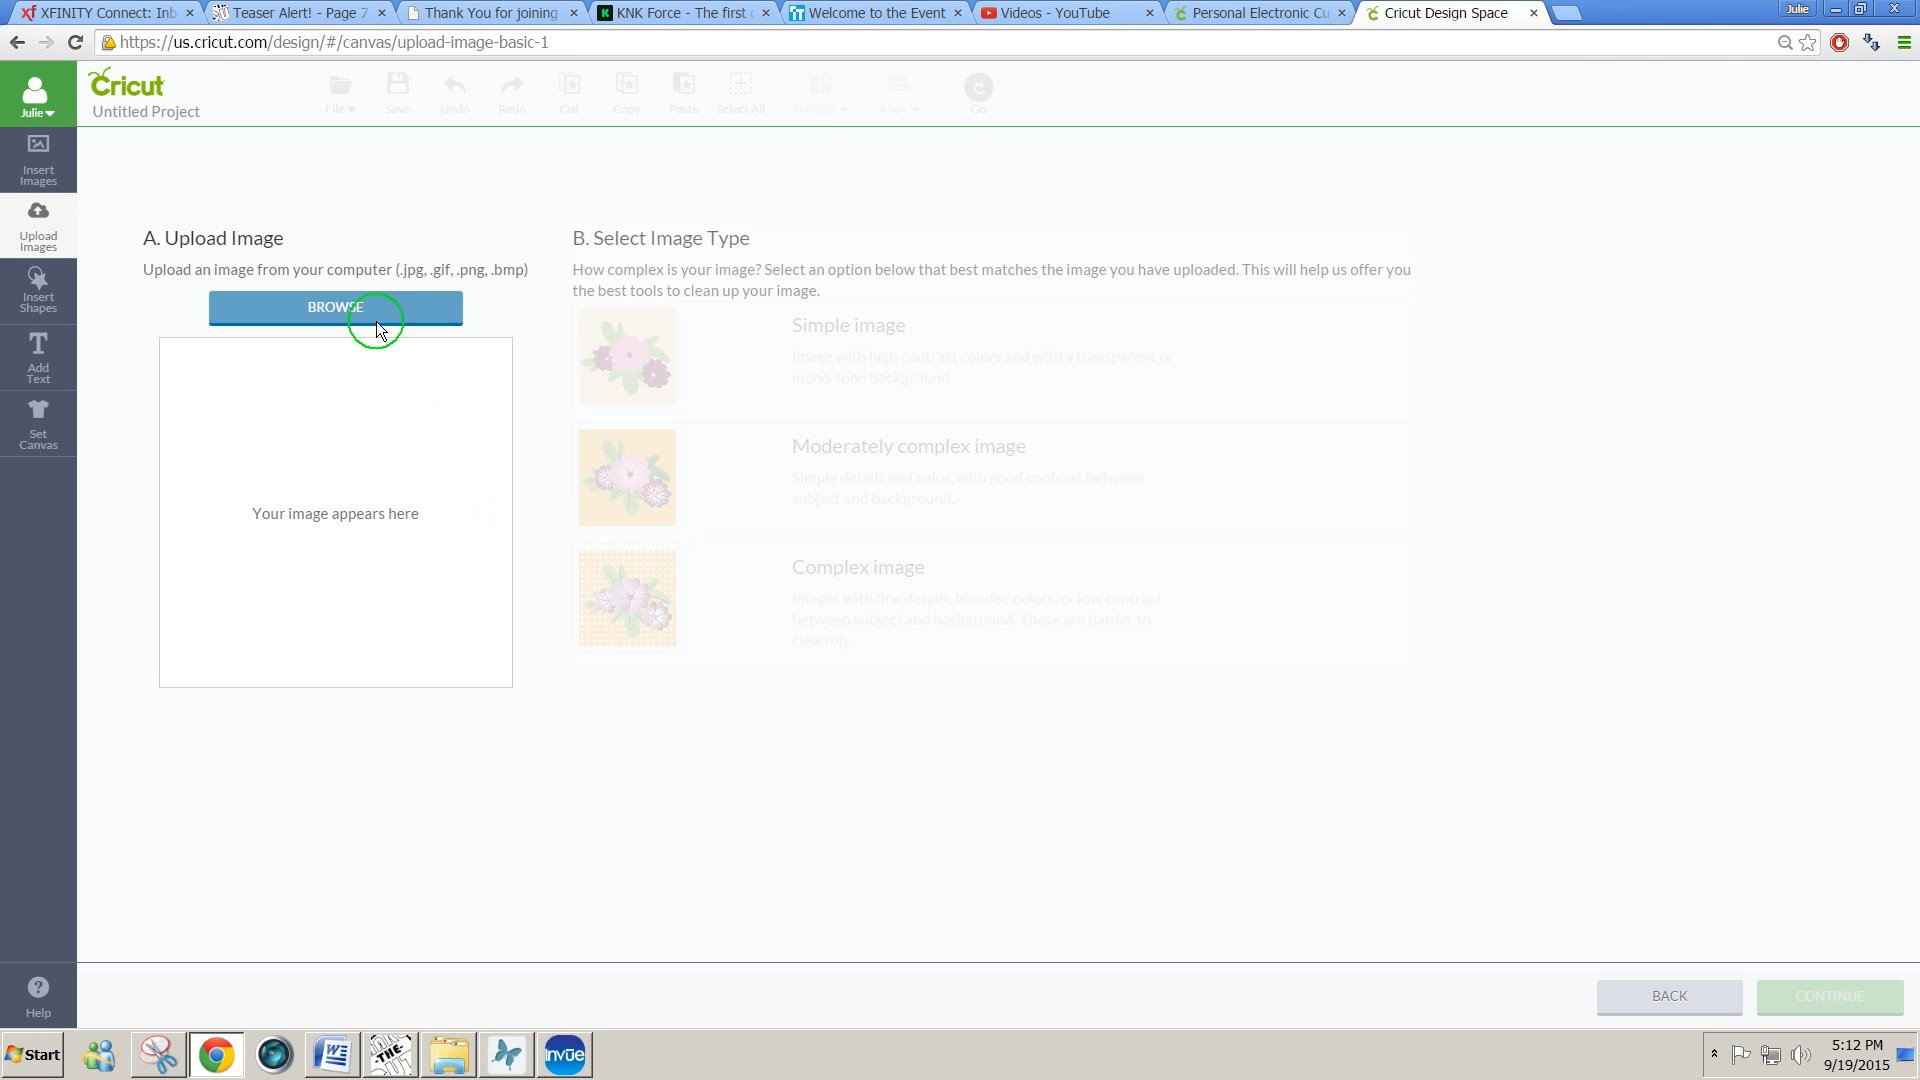 XFINITY Connect: Inb
Teaser Alert! - Page 7
Thank You for joining
KNK Force - The first
Welcome to the Event
Videos - YouTube
Personal Electronic Cu
Cricut Design Space
Julie
https://us.cricut.com/design/#/canvas/upload-image-basic-1
Julie
Cricut
Untitled Project
File
Save
Undo
Redo
Cut
Copy
Paste
Select All
Arrange
Align
Go
Insert
Images
Upload
Images
Insert
Shapes
Add
Text
Set
Canvas
A. Upload Image
Upload an image from your computer (.jpg, .gif, .png, .bmp)
BROWSE
Your image appears here
B. Select Image Type
How complex is your image? Select an option below that best matches the image you have uploaded. This will help us offer you
the best tools to clean up your image.
Simple image
Image with high contrast colors and with a transparent or
mono-tone background.
Moderately complex image
Simple details and color, with good contrast between
subject and background.
Complex image
Images with fine details, blended colors, or low contrast
between subject and background. These are harder to
clean up.
Help
BACK
CONTINUE
Start
ALL
THE
CUT
invūe
5:12 PM
9/19/2015